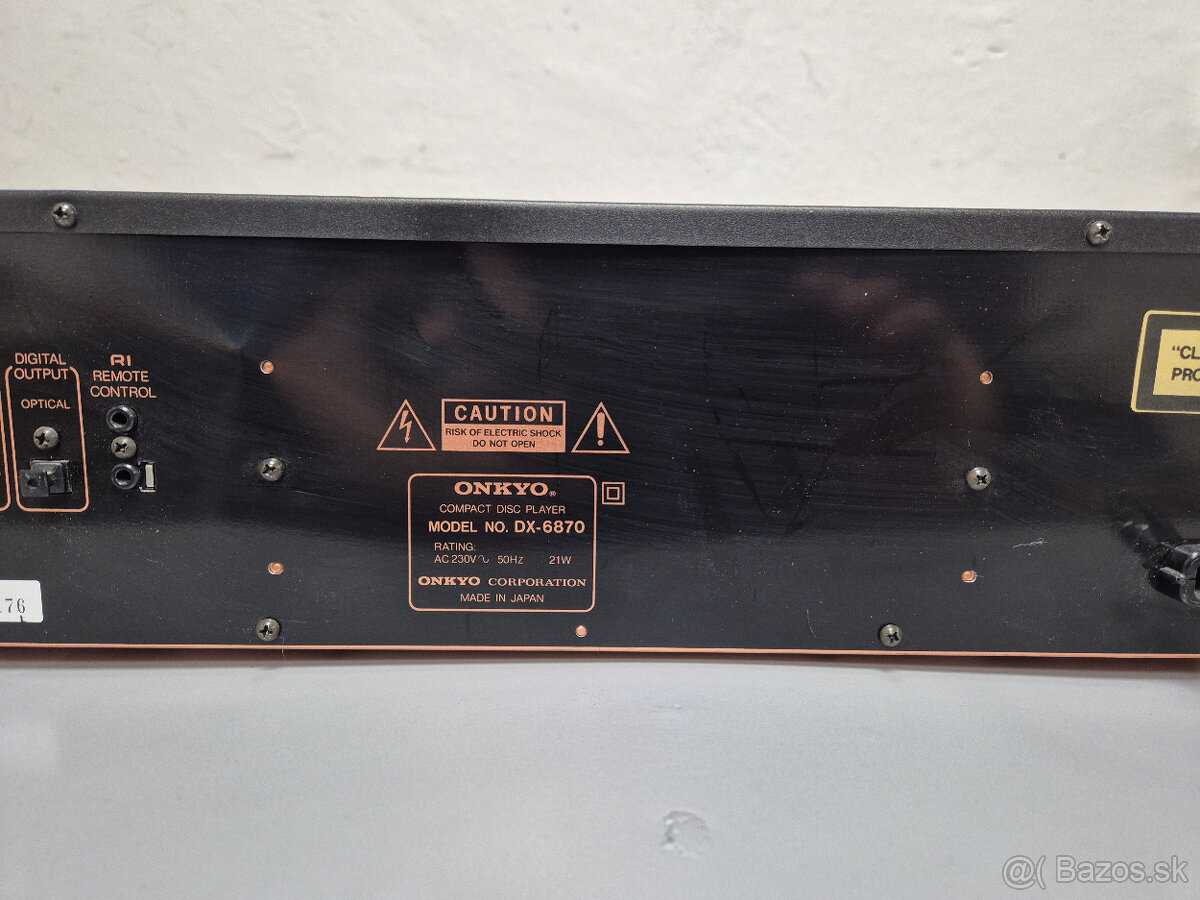 DIGITAL
OUTPUT
OPTICAL
RI
REMOTE
CONTROL
CAUTION
RISK OF ELECTRIC SHOCK
DO NOT OPEN
ONKYO®
COMPACT DISC PLAYER
MODEL NO. DX-6870
RATING:
AC 230V~ 50Hz 21W
ONKYO CORPORATION
MADE IN JAPAN
"CL
PRO
176
@( Bazos.sk